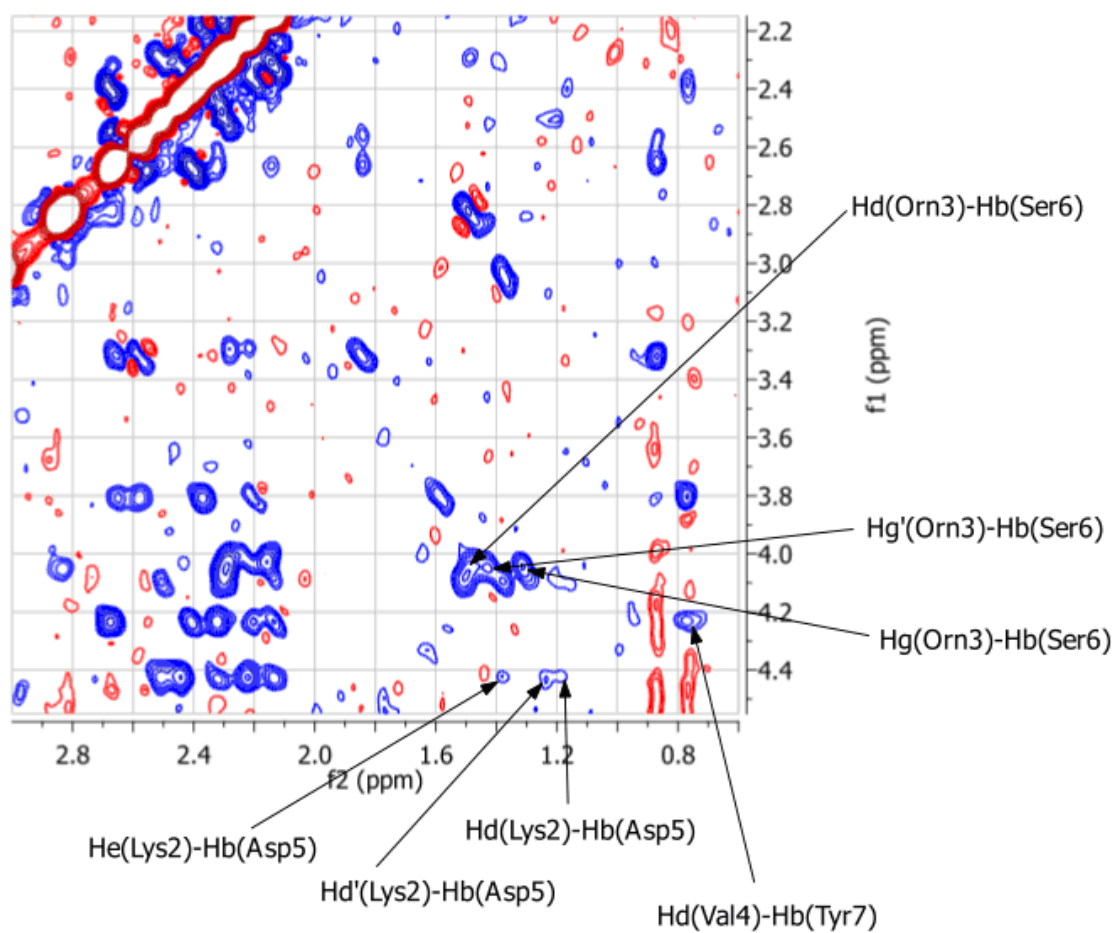 2.2
2.4
2.6
2.8
3.0
3.2
3.4
3.6
3.8
4.0
4.2
4.4
f1 (ppm)
Hd(Orn3)-Hb(Ser6)
Hg'(Orn3)-Hb(Ser6)
Hg(Orn3)-Hb(Ser6)
2.8 2.4 2.0 1.6 1.2 0.8
f2 (ppm)
He(Lys2)-Hb(Asp5)
Hd(Lys2)-Hb(Asp5)
Hd'(Lys2)-Hb(Asp5)
Hd(Val4)-Hb(Tyr7)